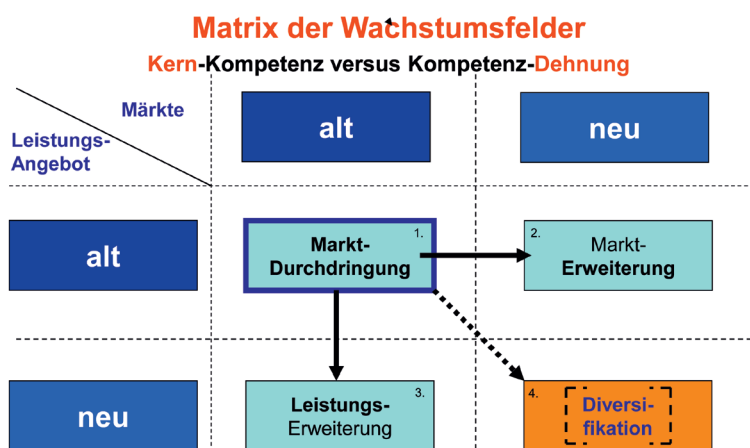 Matrix der Wachstumsfelder
Kern-Kompetenz versus Kompetenz-Dehnung
Märkte
Leistungs-
Angebot
alt
neu
alt
1.
Markt-
Durchdringung
2.
Markt-
Erweiterung
neu
3.
Leistungs-
Erweiterung
4.
Diversi-
fikation